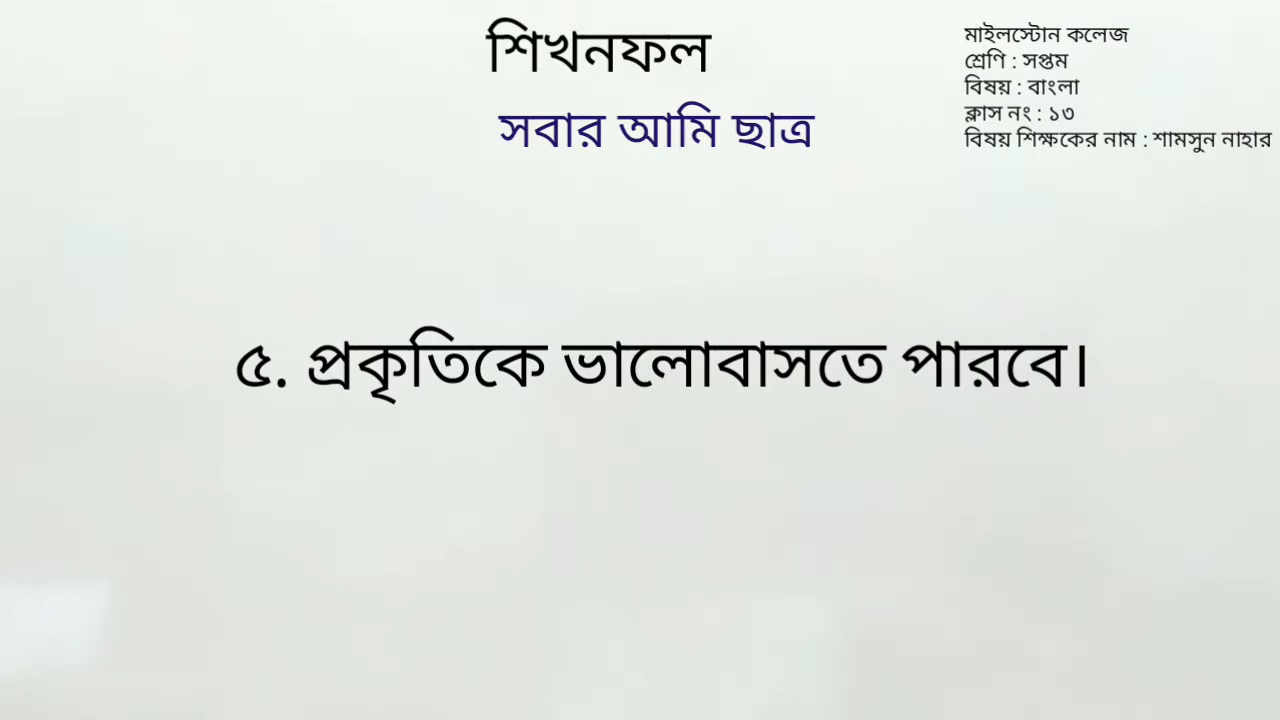 শিখনফল
সবার আমি ছাত্র
মাইলস্টোন কলেজ
শ্রেণি : সপ্তম
বিষয় : বাংলা
ক্লাস নং : ১৩
বিষয় শিক্ষকের নাম : শামসুন নাহার
৫. প্রকৃতিকে ভালোবাসতে পারবে।